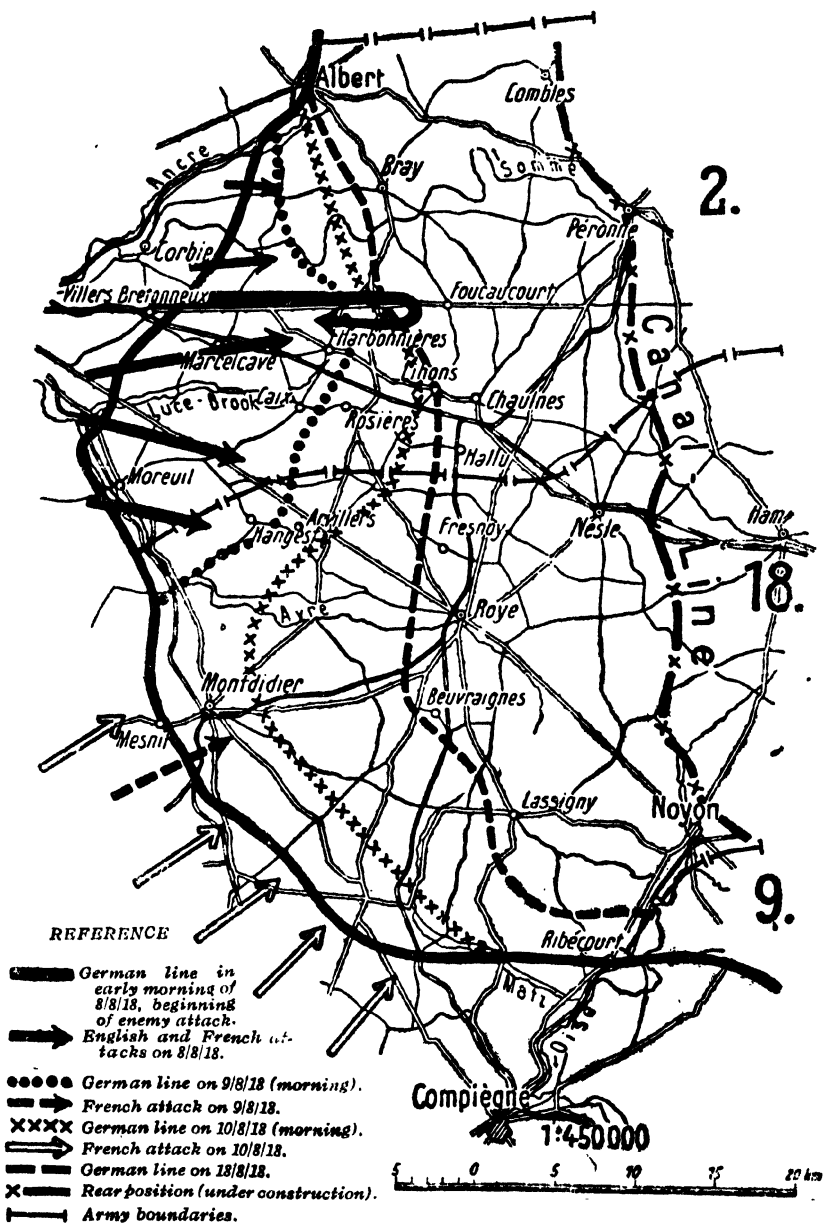 Albert
Combles
Ancre
Somme
Bray
2.
Péronne
Corbie
Villers Bretonneux
Foucaucourt
Canal Line
Harbonnières
Marcelcave
Lihons
Luce-Brook
Caix
Chaulnes
Rosières
Hallu
Moreuil
Hangest
Arvillers
Fresnoy
Nesle
Ham
18.
Avre
Roye
Montdidier
Beuvraignes
Mesnil
Lassigny
Noyon
9.
Ribécourt
Matz
Oise
Compiègne
1:450000
5 0 5 10 15 20 km
REFERENCE
German line in
early morning of
8/8/18, beginning
of enemy attack.
English and French at-
tacks on 8/8/18.
German line on 9/8/18 (morning).
French attack on 9/8/18.
German line on 10/8/18 (morning).
French attack on 10/8/18.
German line on 18/8/18.
Rear position (under construction).
Army boundaries.